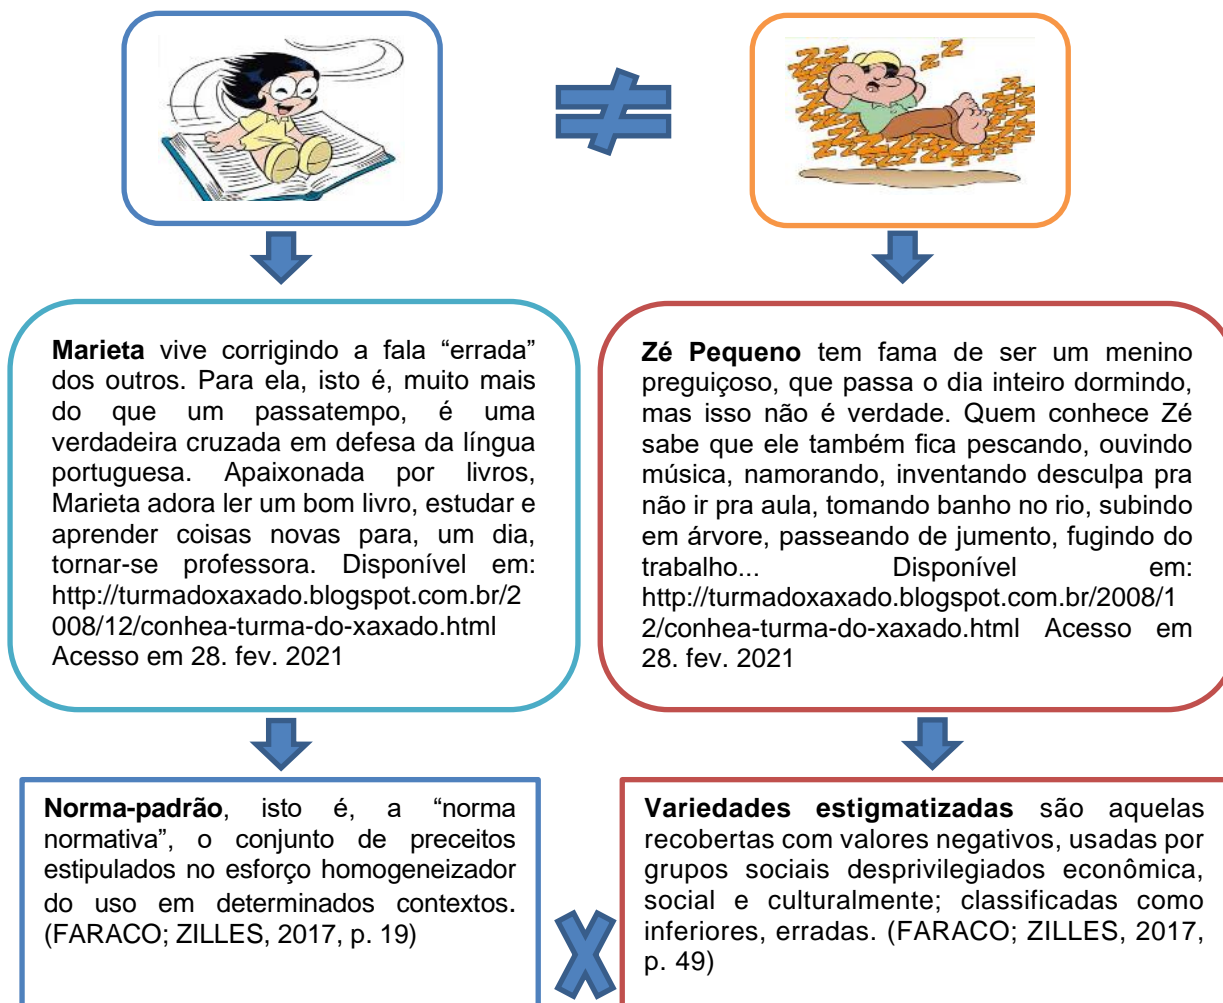 Marieta vive corrigindo a fala “errada”
dos outros. Para ela, isto é, muito mais
do que um passatempo, é uma
verdadeira cruzada em defesa da língua
portuguesa. Apaixonada por livros,
Marieta adora ler um bom livro, estudar e
aprender coisas novas para, um dia,
tornar-se professora. Disponível em:
http://turmadoxaxado.blogspot.com.br/2
008/12/conhea-turma-do-xaxado.html
Acesso em 28. fev. 2021
Zé Pequeno tem fama de ser um menino
preguiçoso, que passa o dia inteiro dormindo,
mas isso não é verdade. Quem conhece Zé
sabe que ele também fica pescando, ouvindo
música, namorando, inventando desculpa pra
não ir pra aula, tomando banho no rio, subindo
em árvore, passeando de jumento, fugindo do
trabalho... Disponível em:
http://turmadoxaxado.blogspot.com.br/2008/1
2/conhea-turma-do-xaxado.html Acesso em
28. fev. 2021
Norma-padrão, isto é, a “norma
normativa”, o conjunto de preceitos
estipulados no esforço homogeneizador
do uso em determinados contextos.
(FARACO; ZILLES, 2017, p. 19)
Variedades estigmatizadas são aquelas
recobertas com valores negativos, usadas por
grupos sociais desprivilegiados econômica,
social e culturalmente; classificadas como
inferiores, erradas. (FARACO; ZILLES, 2017,
p. 49)